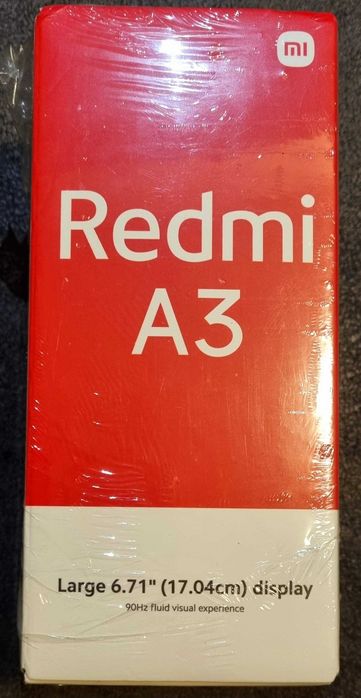 mi
Redmi
A3
Large 6.71" (17.04cm) display
90Hz fluid visual experience